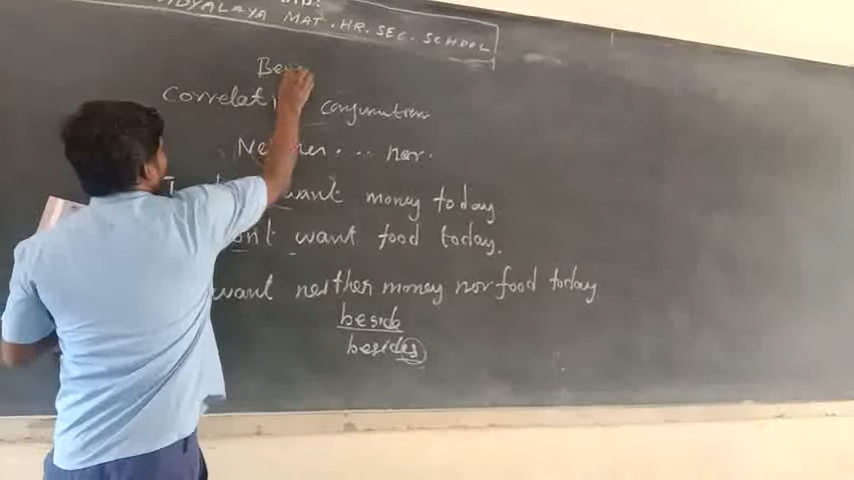 VIDYALAYA MAT. HR. SEC. SCHOOL
Be
Correlat conjunctions
Neither... nor.
want money today.
want food today.
want neither money nor food today
beside
besides